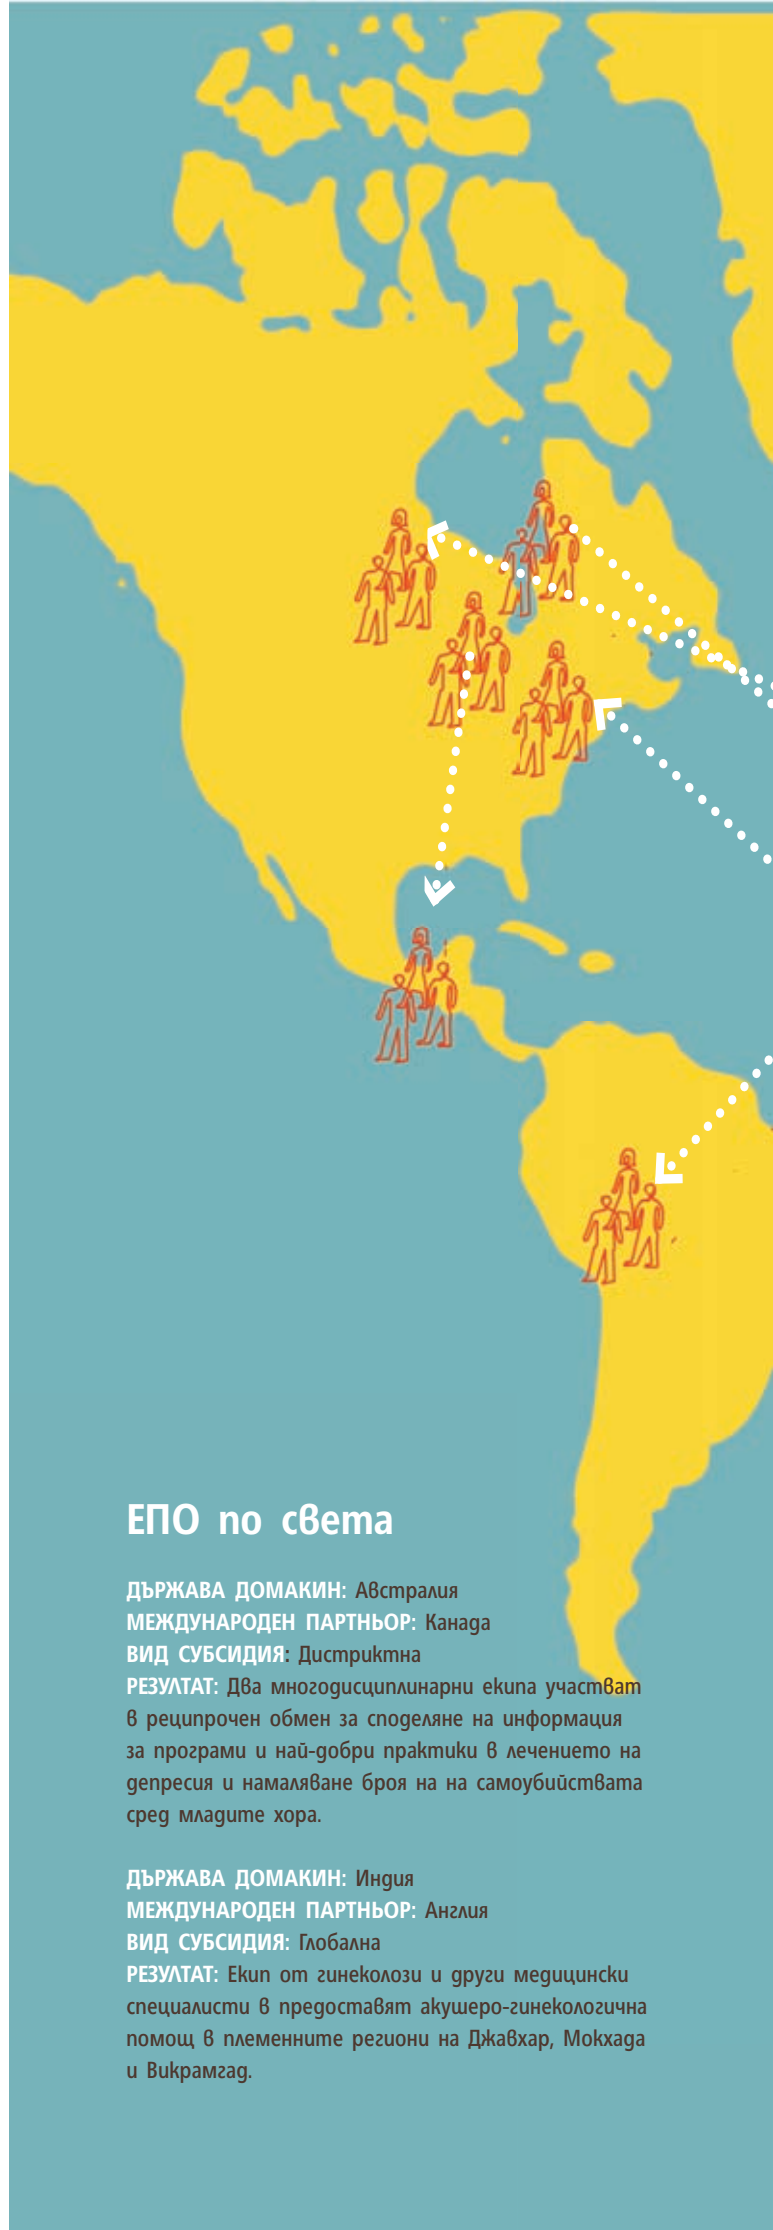 ЕПО по света
ДЪРЖАВА ДОМАКИН: Австралия
МЕЖДУНАРОДЕН ПАРТНЬОР: Канада
ВИД СУБСИДИЯ: Дистриктна
РЕЗУЛТАТ: Два многодисциплинарни екипа участват
в реципрочен обмен за споделяне на информация
за програми и най-добри практики в лечението на
депресия и намаляване броя на на самоубийствата
сред младите хора.
ДЪРЖАВА ДОМАКИН: Индия
МЕЖДУНАРОДЕН ПАРТНЬОР: Англия
ВИД СУБСИДИЯ: Глобална
РЕЗУЛТАТ: Екип от гинеколози и други медицински
специалисти в предоставят акушеро-гинекологична
помощ в племенните региони на Джавхар, Мокхада
и Викрамгад.